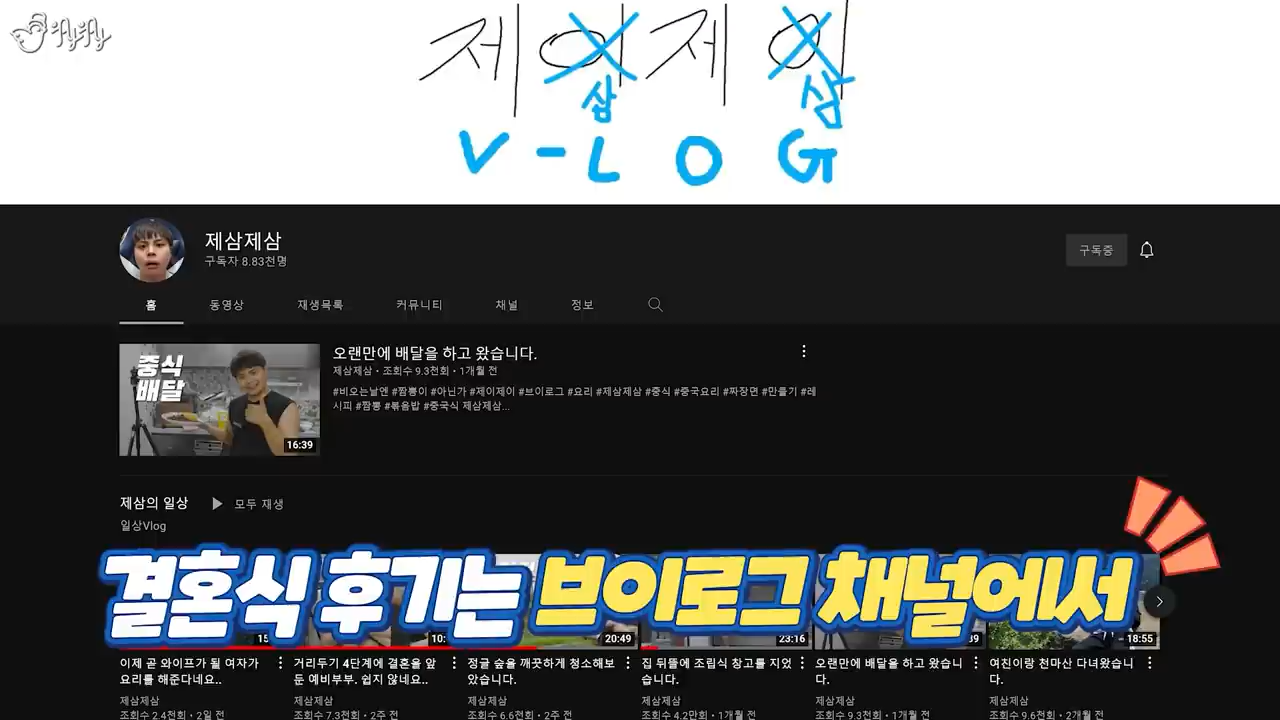 칩칩
제이제이
삼 삼
V-LOG
제삼제삼
구독자 8.83천명
구독중
홈 동영상 재생목록 커뮤니티 채널 정보
중식
배달
16:39
오랜만에 배달을 하고 왔습니다.
제삼제삼 • 조회수 9.3천회 • 1개월 전
#비오는날엔 #짬뽕이 #아닌가 #제이제이 #브이로그 #요리 #제삼제삼 #중식 #중국요리 #짜장면 #만들기 #레
시피 #짬뽕 #볶음밥 #중국식 제삼제삼...
제삼의 일상 모두 재생
일상Vlog
결혼식 후기는 브이로그 채널에서
20:49 23:16 18:55
이제 곧 와이프가 될 여자가
요리를 해준다네요..
제삼제삼
조회수 2.4천회 • 2일 전
거리두기 4단계에 결혼을 앞
둔 예비부부. 쉽지 않네요..
제삼제삼
조회수 7.3천회 • 2주 전
정글 숲을 깨끗하게 청소해보
았습니다.
제삼제삼
조회수 6.6천회 • 2주 전
집 뒤뜰에 조립식 창고를 지었
습니다.
제삼제삼
조회수 4.2만회 • 1개월 전
오랜만에 배달을 하고 왔습니
다.
제삼제삼
조회수 9.3천회 • 1개월 전
여친이랑 천마산 다녀왔습니
다.
제삼제삼
조회수 9.6천회 • 2개월 전